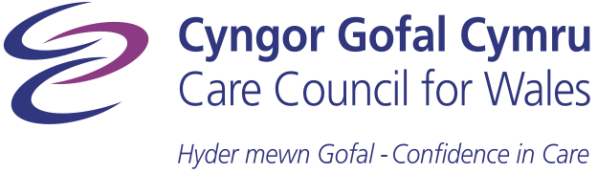 Cyngor Gofal Cymru
Care Council for Wales
Hyder mewn Gofal - Confidence in Care